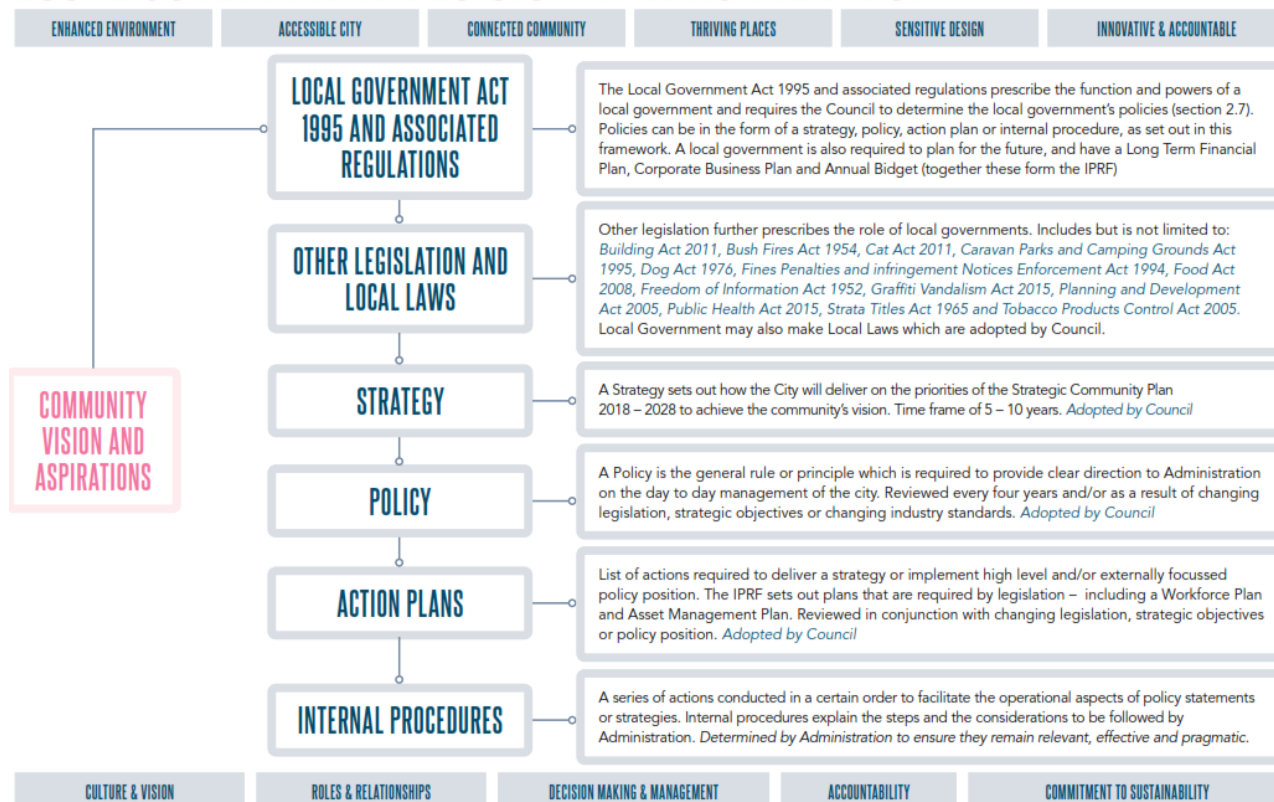 ENHANCED ENVIRONMENT
ACCESSIBLE CITY
CONNECTED COMMUNITY
THRIVING PLACES
SENSITIVE DESIGN
INNOVATIVE & ACCOUNTABLE
LOCAL GOVERNMENT ACT
1995 AND ASSOCIATED
REGULATIONS
The Local Government Act 1995 and associated regulations prescribe the function and powers of a
local government and requires the Council to determine the local government's policies (section 2.7).
Policies can be in the form of a strategy, policy, action plan or internal procedure, as set out in this
framework. A local government is also required to plan for the future, and have a Long Term Financial
Plan, Corporate Business Plan and Annual Budget (together these form the IPRF)
OTHER LEGISLATION AND
LOCAL LAWS
Other legislation further prescribes the role of local governments. Includes but is not limited to:
Building Act 2011, Bush Fires Act 1954, Cat Act 2011, Caravan Parks and Camping Grounds Act
1995, Dog Act 1976, Fines Penalties and infringement Notices Enforcement Act 1994, Food Act
2008, Freedom of Information Act 1952, Graffiti Vandalism Act 2015, Planning and Development
Act 2005, Public Health Act 2015, Strata Titles Act 1965 and Tobacco Products Control Act 2005.
Local Government may also make Local Laws which are adopted by Council.
COMMUNITY
VISION AND
ASPIRATIONS
STRATEGY
A Strategy sets out how the City will deliver on the priorities of the Strategic Community Plan
2018 – 2028 to achieve the community's vision. Time frame of 5 – 10 years. Adopted by Council
POLICY
A Policy is the general rule or principle which is required to provide clear direction to Administration
on the day to day management of the city. Reviewed every four years and/or as a result of changing
legislation, strategic objectives or changing industry standards. Adopted by Council
ACTION PLANS
List of actions required to deliver a strategy or implement high level and/or externally focussed
policy position. The IPRF sets out plans that are required by legislation – including a Workforce Plan
and Asset Management Plan. Reviewed in conjunction with changing legislation, strategic objectives
or policy position. Adopted by Council
INTERNAL PROCEDURES
A series of actions conducted in a certain order to facilitate the operational aspects of policy statements
or strategies. Internal procedures explain the steps and the considerations to be followed by
Administration. Determined by Administration to ensure they remain relevant, effective and pragmatic.
CULTURE & VISION
ROLES & RELATIONSHIPS
DECISION MAKING & MANAGEMENT
ACCOUNTABILITY
COMMITMENT TO SUSTAINABILITY